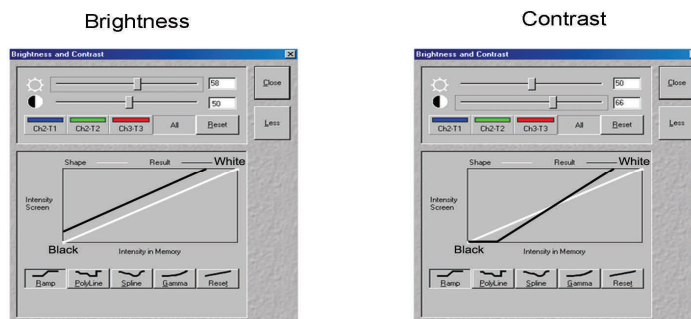 Brightness
Brightness and Contrast
58
50
Close
Less
Ch2-T1 Ch2-T2 Ch3-T3 All Reset
Shape Result White
Intensity
Screen
Black
Intensity in Memory
Ramp PolyLine Spline Gamma Reset
Contrast
Brightness and Contrast
50
66
Close
Less
Ch2-T1 Ch2-T2 Ch3-T3 All Reset
Shape Result White
Intensity
Screen
Black
Intensity in Memory
Ramp PolyLine Spline Gamma Reset